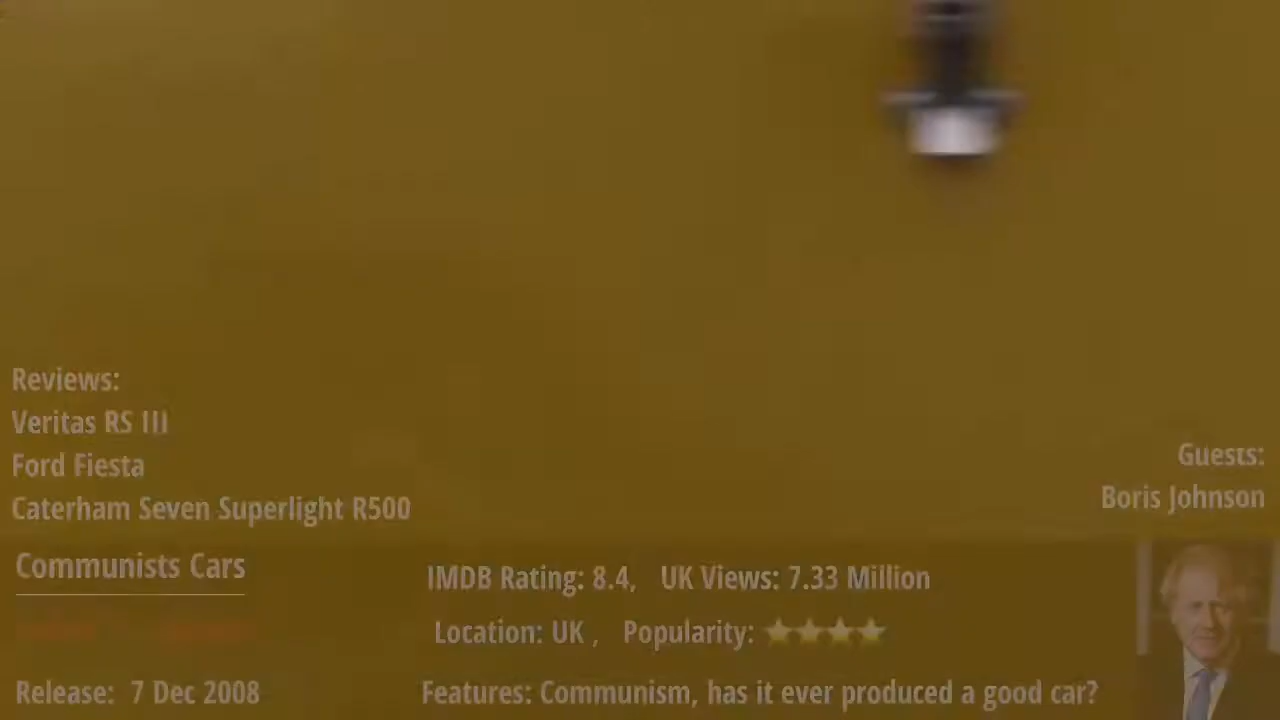 Reviews:
Veritas RS III
Ford Fiesta
Caterham Seven Superlight R500
Guests:
Boris Johnson
Communists Cars
IMDB Rating: 8.4, UK Views: 7.33 Million
Location: UK , Popularity: ⭐⭐⭐⭐
Release: 7 Dec 2008
Features: Communism, has it ever produced a good car?